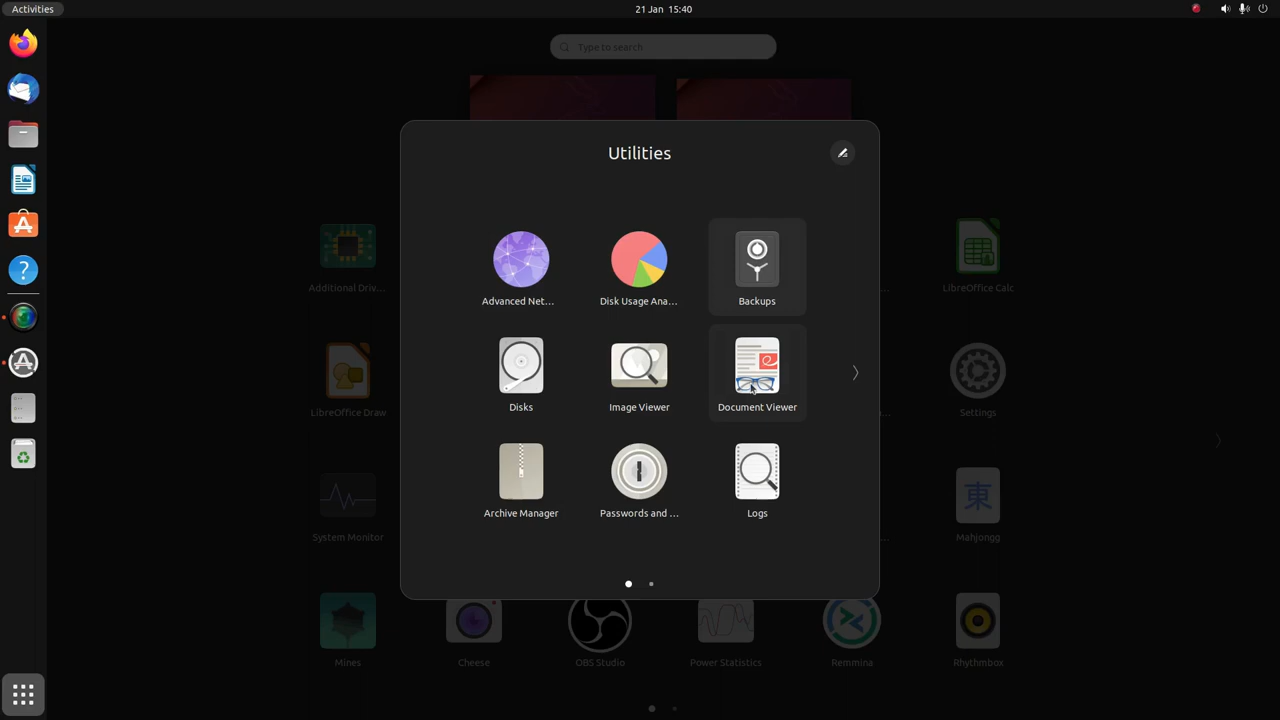 Activities
21 Jan 15:40
Type to search
Utilities
Advanced Net...
Disk Usage Ana...
Backups
Disks
Image Viewer
Document Viewer
Archive Manager
Passwords and ...
Logs
Additional Driv...
LibreOffice Calc
LibreOffice Draw
Settings
System Monitor
Mahjongg
東
Mines
Cheese
OBS Studio
Power Statistics
Remmina
Rhythmbox